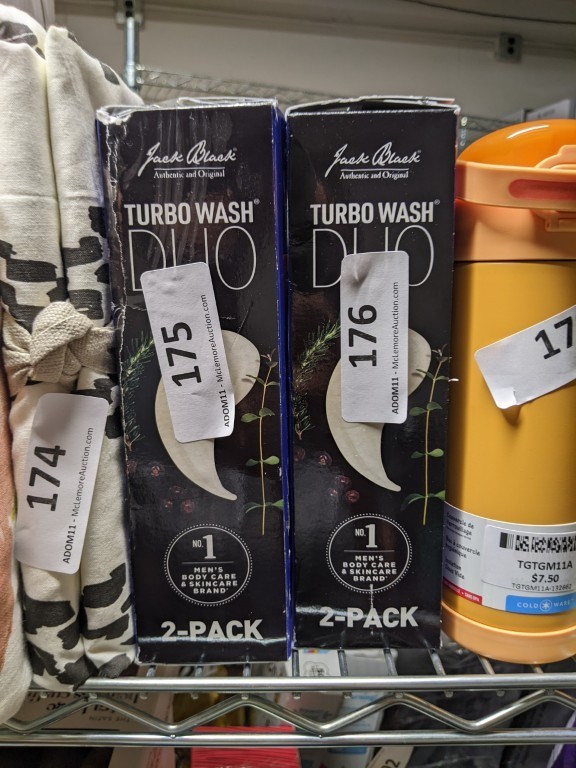 174
ADOM11 - McLemoreAuction.com
Jack Black®
Authentic and Original
TURBO WASH®
DUO
175
ADOM11 - McLemoreAuction.com
NO.
1
MEN'S
BODY CARE
& SKINCARE
BRAND
2-PACK
Jack Black®
Authentic and Original
TURBO WASH®
DUO
176
ADOM11 - McLemoreAuction.com
NO.
1
MEN'S
BODY CARE
& SKINCARE
BRAND
2-PACK
17
TGTGM11A
$7.50
COLD